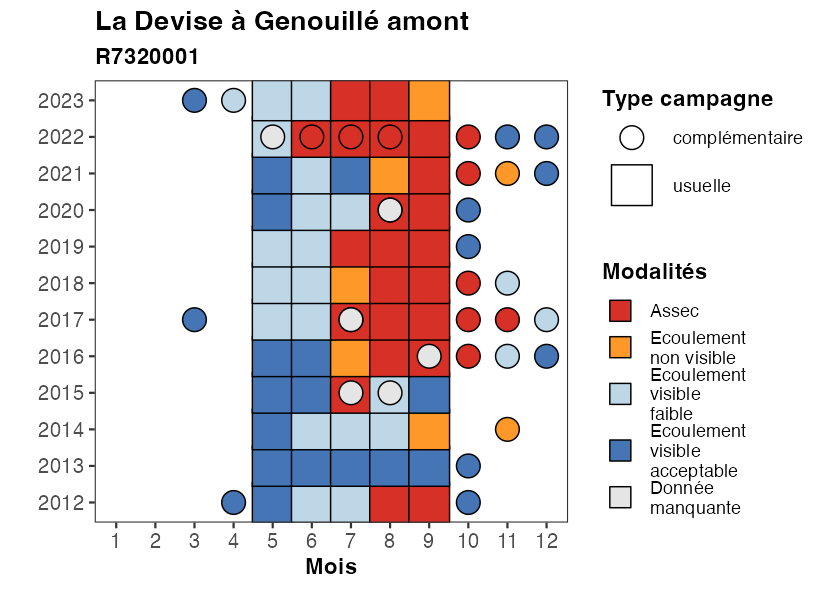 La Devise à Genouillé amont
R7320001
2023
2022
2021
2020
2019
2018
2017
2016
2015
2014
2013
2012
1 2 3 4 5 6 7 8 9 10 11 12
Mois
Type campagne
complémentaire
usuelle
Modalités
Assec
Ecoulement
non visible
Ecoulement
visible
faible
Ecoulement
visible
acceptable
Donnée
manquante